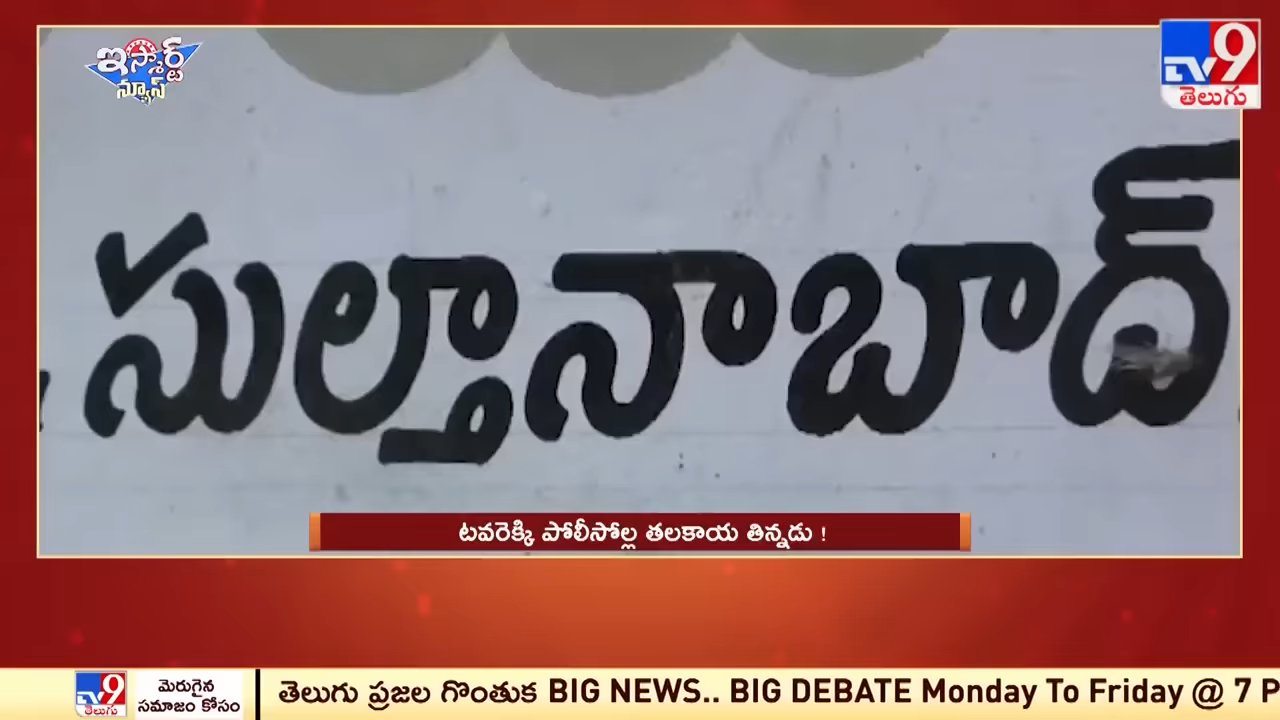 ఇస్మార్ట్
న్యూస్
TV9
తెలుగు
సుల్తానాబాద్
టవరెక్కి పోలీసోల్ల తలకాయ తిన్నడు !
TV9
తెలుగు
మెరుగైన
సమాజం కోసం
తెలుగు ప్రజల గొంతుక BIG NEWS.. BIG DEBATE Monday To Friday @ 7 P